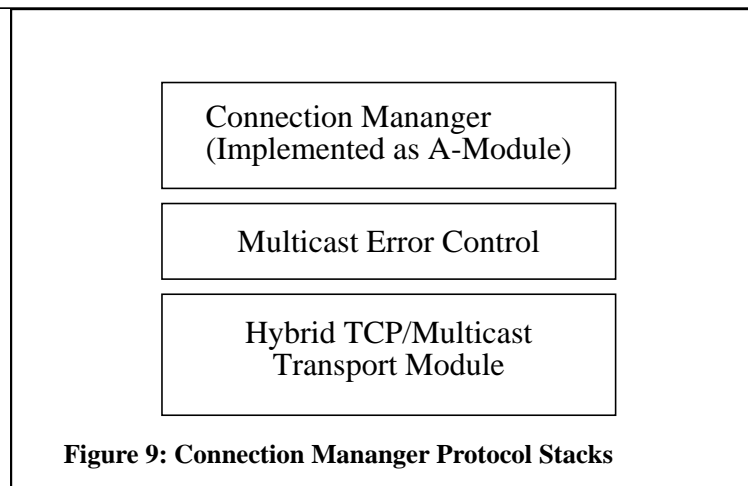 Connection Mananger
(Implemented as A-Module)
Multicast Error Control
Hybrid TCP/Multicast
Transport Module
Figure 9: Connection Mananger Protocol Stacks